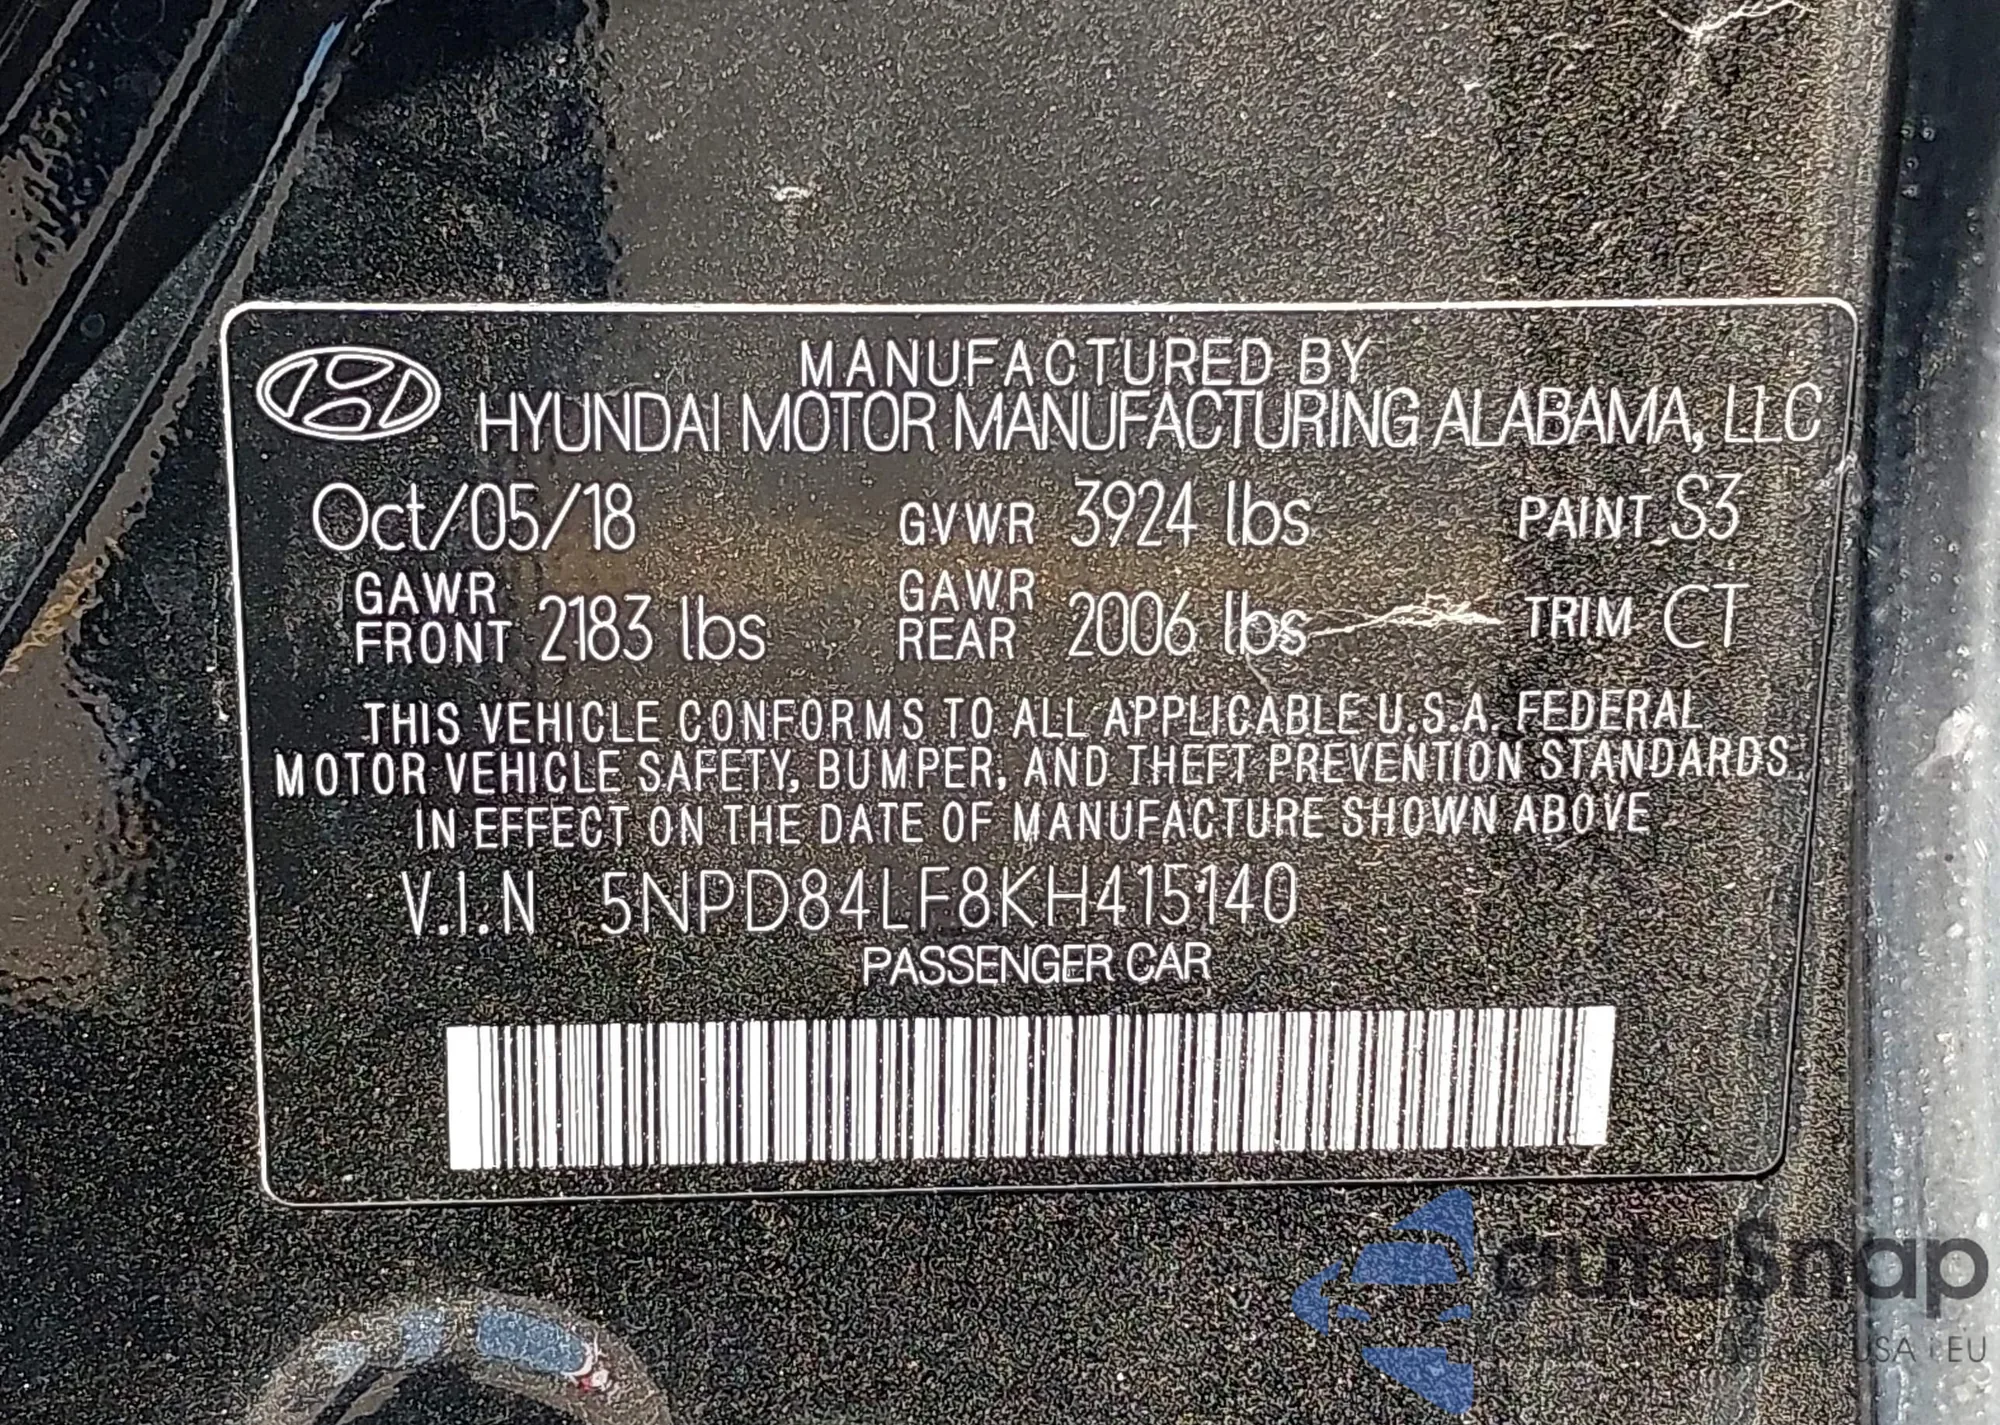 MANUFACTURED BY
HYUNDAI MOTOR MANUFACTURING ALABAMA, LLC
Oct/05/18 GVWR 3924 lbs PAINT S3
GAWR FRONT 2183 lbs GAWR REAR 2006 lbs TRIM CT
THIS VEHICLE CONFORMS TO ALL APPLICABLE U.S.A. FEDERAL
MOTOR VEHICLE SAFETY, BUMPER, AND THEFT PREVENTION STANDARDS
IN EFFECT ON THE DATE OF MANUFACTURE SHOWN ABOVE
V.I.N 5NPD84LF8KH415140
PASSENGER CAR
autoSnap
USA | EU